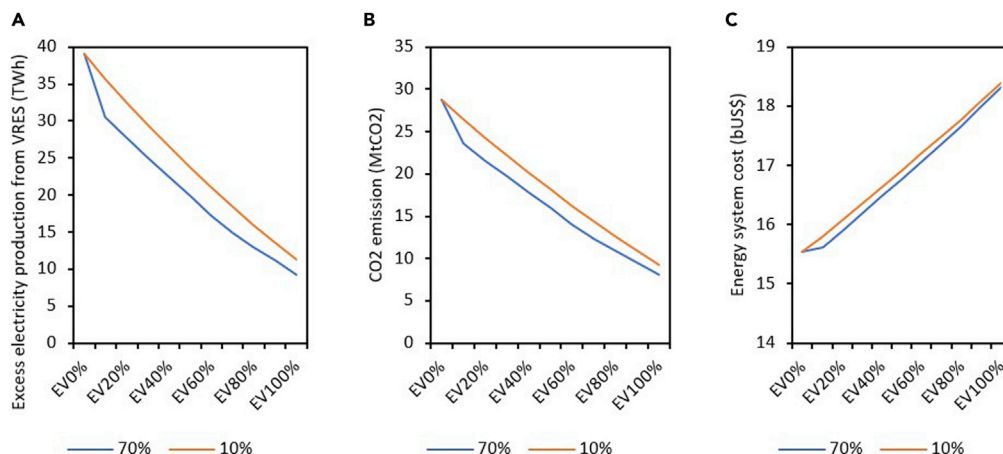 A
Excess electricity production from VRES (TWh)
40
35
30
25
20
15
10
5
0
EV0%
EV20%
EV40%
EV60%
EV80%
EV100%
70%
10%
B
CO2 emission (MtCO2)
35
30
25
20
15
10
5
0
EV0%
EV20%
EV40%
EV60%
EV80%
EV100%
70%
10%
C
Energy system cost (bUS$)
19
18
17
16
15
14
EV0%
EV20%
EV40%
EV60%
EV80%
EV100%
70%
10%